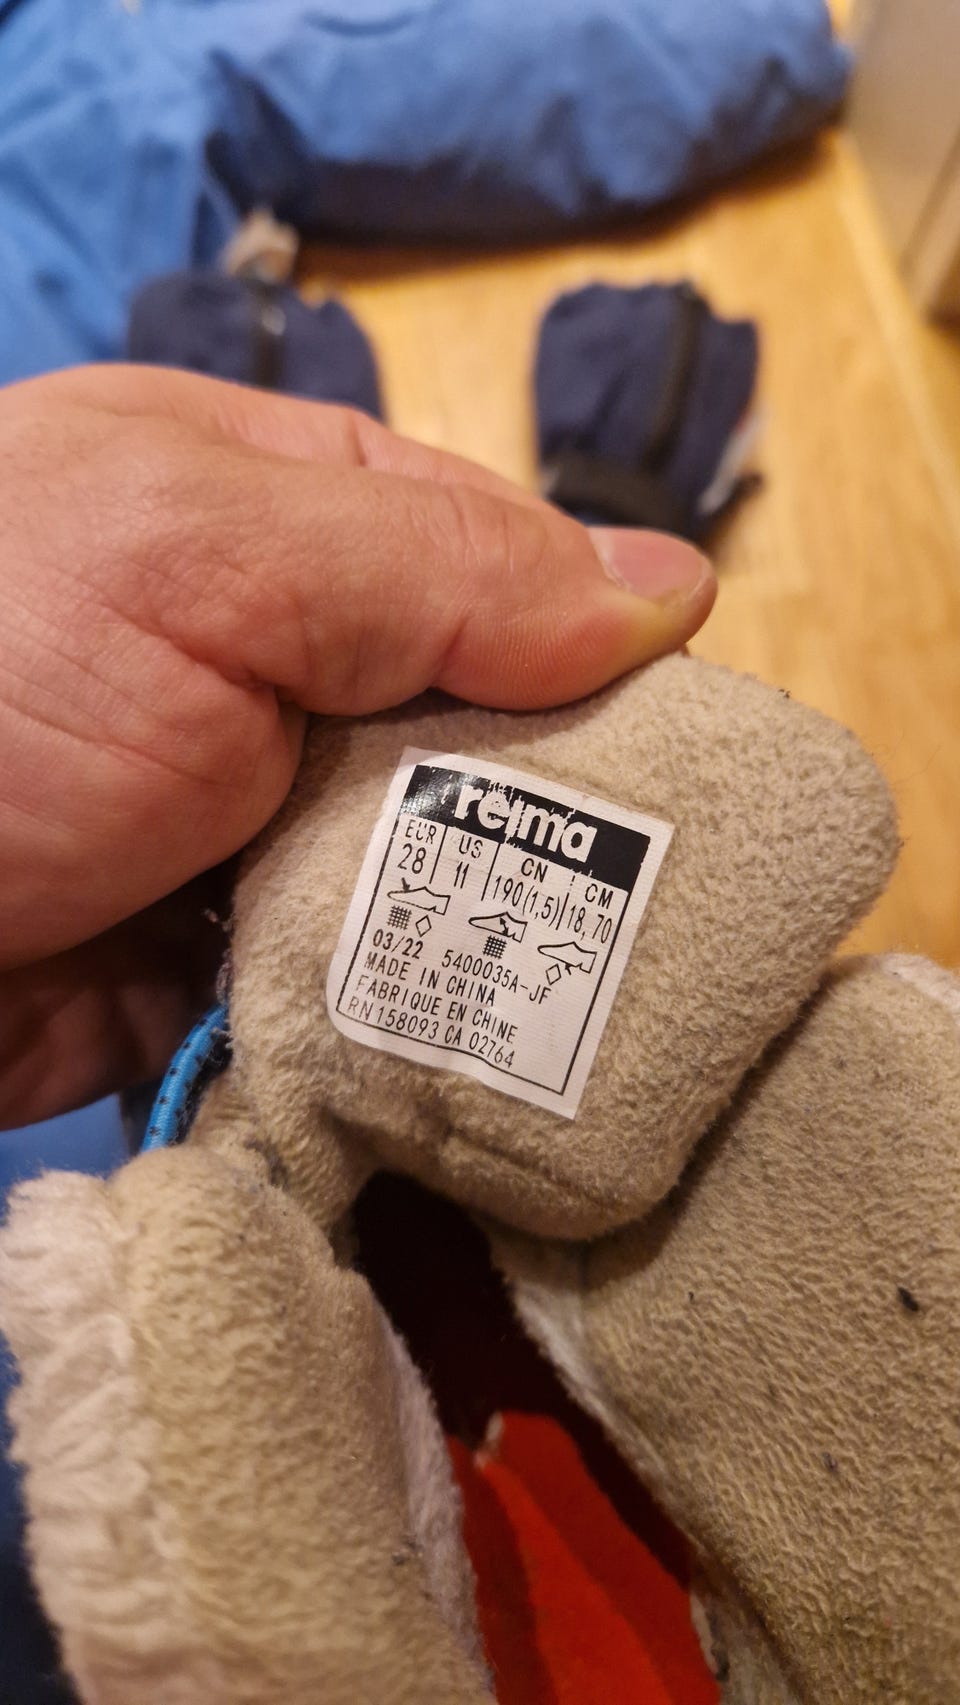 reima
EUR US CN CM
28 11 190(1,5) 18,70
03/22 5400035A-JF
MADE IN CHINA
FABRIQUE EN CHINE
RN 158093 CA 02764